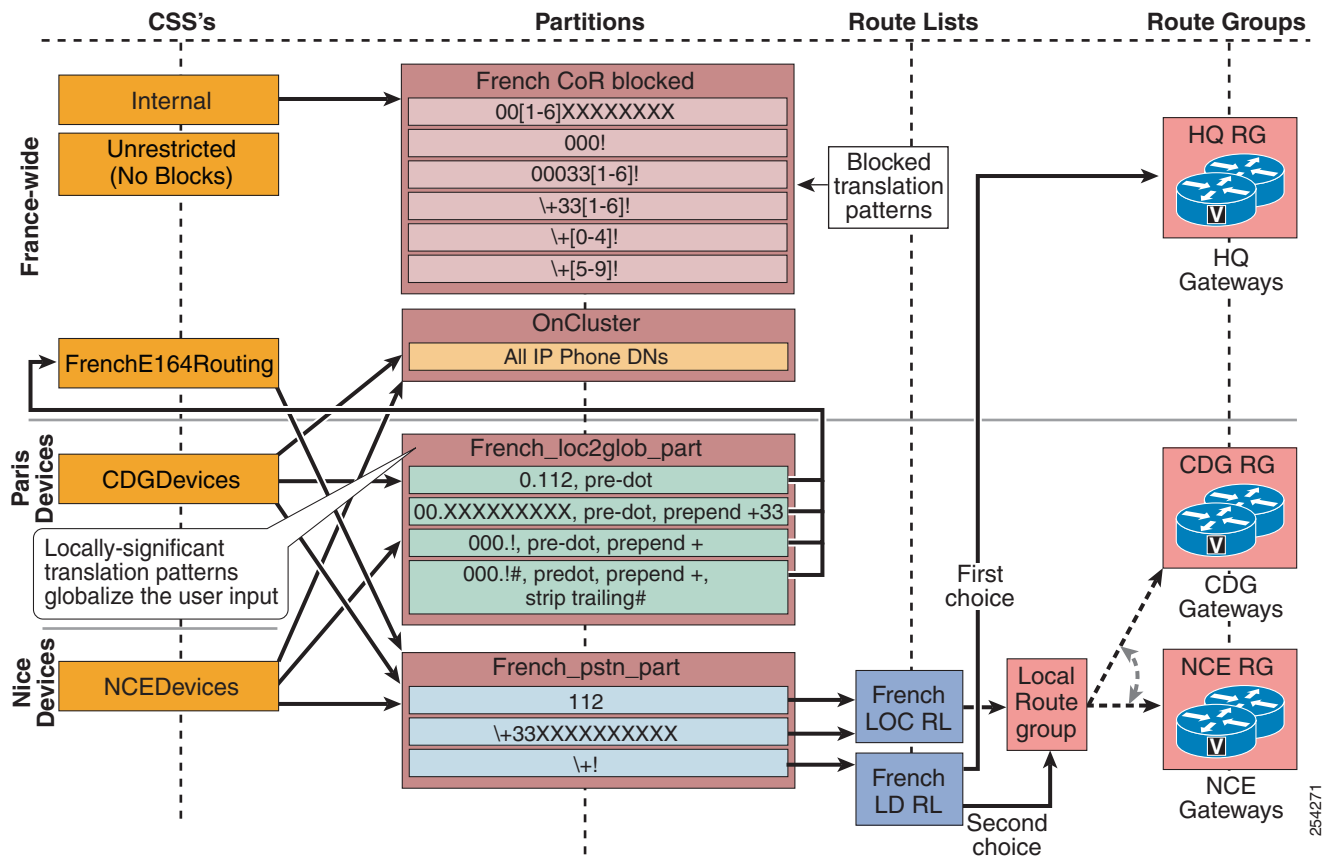 CSS's
Partitions
Route Lists
Route Groups
France-wide
Internal
Unrestricted
(No Blocks)
French CoR blocked
00[1-6]XXXXXXXX
000!
00033[1-6]!
\+33[1-6]!
\+[0-4]!
\+[5-9]!
Blocked
translation
patterns
HQ RG
V
HQ
Gateways
FrenchE164Routing
OnCluster
All IP Phone DNs
Paris
Devices
CDGDevices
French_loc2glob_part
0.112, pre-dot
00.XXXXXXXXX, pre-dot, prepend +33
000.!, pre-dot, prepend +
000.!#, predot, prepend +,
strip trailing#
Locally-significant
translation patterns
globalize the user input
First
choice
CDG RG
V
CDG
Gateways
Nice
Devices
NCEDevices
French_pstn_part
112
\+33XXXXXXXXXX
\+!
French
LOC RL
French
LD RL
Local
Route
group
Second
choice
NCE RG
V
NCE
Gateways
254271